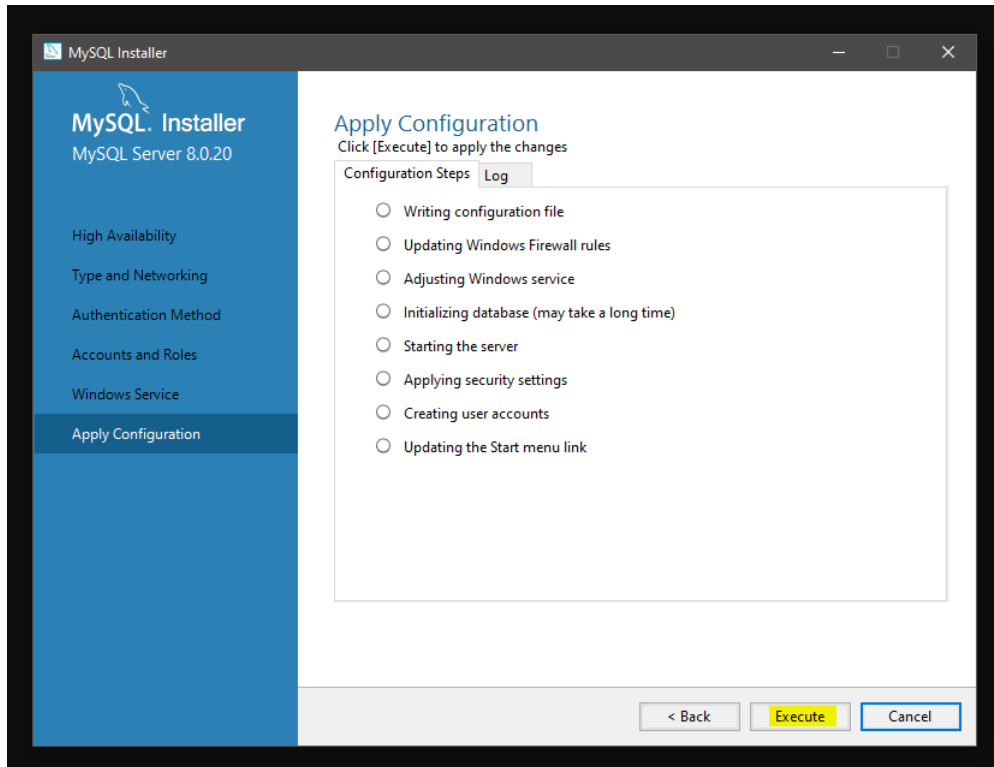 MySQL Installer
MySQL. Installer
MySQL Server 8.0.20
High Availability
Type and Networking
Authentication Method
Accounts and Roles
Windows Service
Apply Configuration
Apply Configuration
Click [Execute] to apply the changes
Configuration Steps Log
Writing configuration file
Updating Windows Firewall rules
Adjusting Windows service
Initializing database (may take a long time)
Starting the server
Applying security settings
Creating user accounts
Updating the Start menu link
< Back Execute Cancel